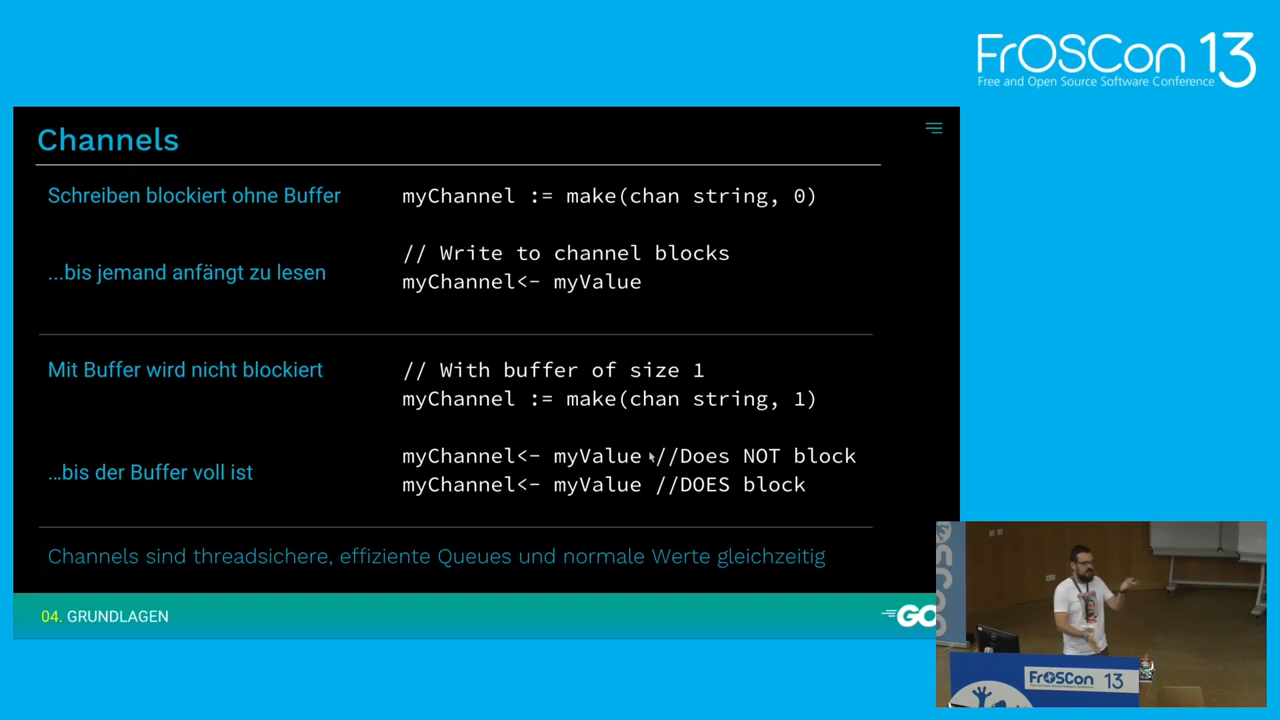 FrOSCon 13
Free and Open Source Software Conference
Channels
Schreiben blockiert ohne Buffer
myChannel := make(chan string, 0)
...bis jemand anfängt zu lesen
// Write to channel blocks
myChannel<- myValue
Mit Buffer wird nicht blockiert
// With buffer of size 1
myChannel := make(chan string, 1)
...bis der Buffer voll ist
myChannel<- myValue //Does NOT block
myChannel<- myValue //DOES block
Channels sind threadsichere, effiziente Queues und normale Werte gleichzeitig
04. GRUNDLAGEN
GO
FrOSCon 13